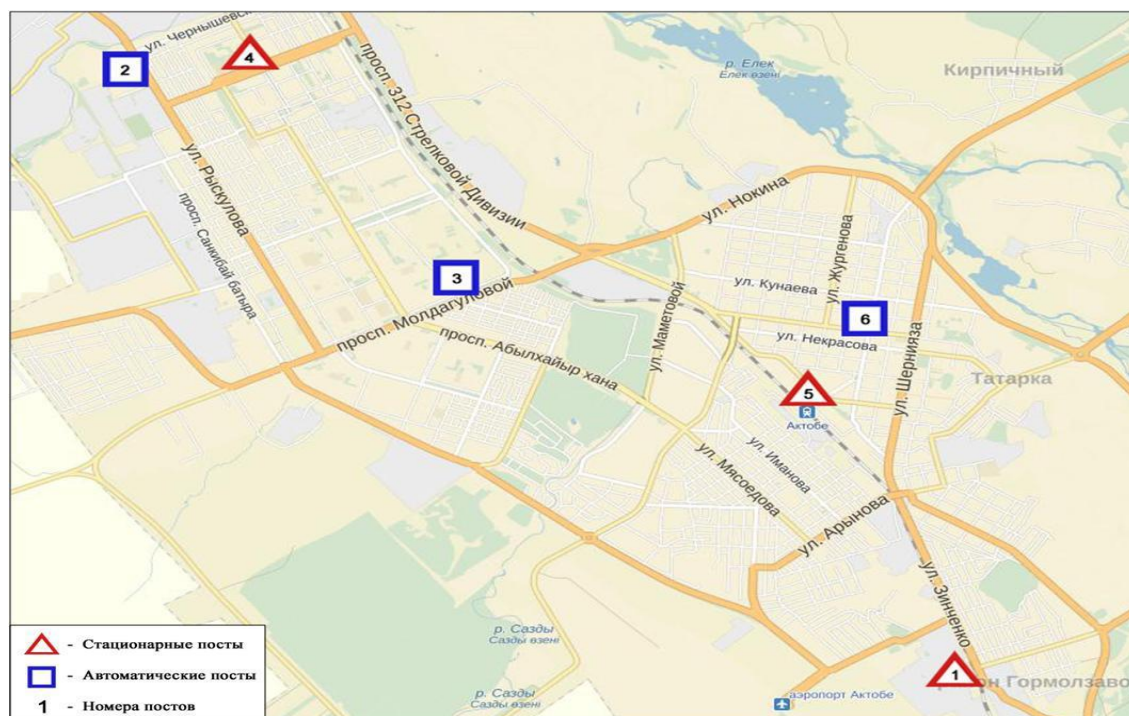 ул. Чернышевс
2
4
просп. 312 Стрелковой Дивизии
р. Елек
Елек өзені
Кирпичный
ул. Рыскулова
просп. Санкибай батыра
ул. Нокина
ул. Жургенова
3
ул. Кунаева
6
просп. Молдагуловой
ул. Маметовой
ул. Некрасова
просп. Абылхайыр хана
ул. Шернияза
Татарка
5
Актобе
ул. Иманова
ул. Мясоедова
ул. Арынова
ул. Зинченко
р. Сазды
Сазды өзені
1
он Гормолзаво
р. Сазды
Сазды өзені
аэропорт Актобе
- Стационарные посты
- Автоматические посты
1 - Номера постов